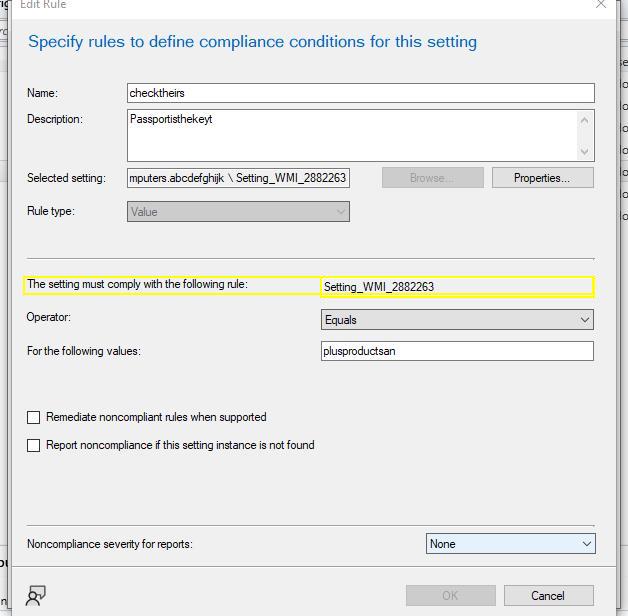 Edit Rule
Specify rules to define compliance conditions for this setting
Name:
checktheirs
Description:
Passportisthekeyt
Selected setting:
mputers.abcdefghijk \ Setting_WMI_2882263
Browse...
Properties...
Rule type:
Value
The setting must comply with the following rule:
Setting_WMI_2882263
Operator:
Equals
For the following values:
plusproductsan
Remediate noncompliant rules when supported
Report noncompliance if this setting instance is not found
Noncompliance severity for reports:
None
OK
Cancel